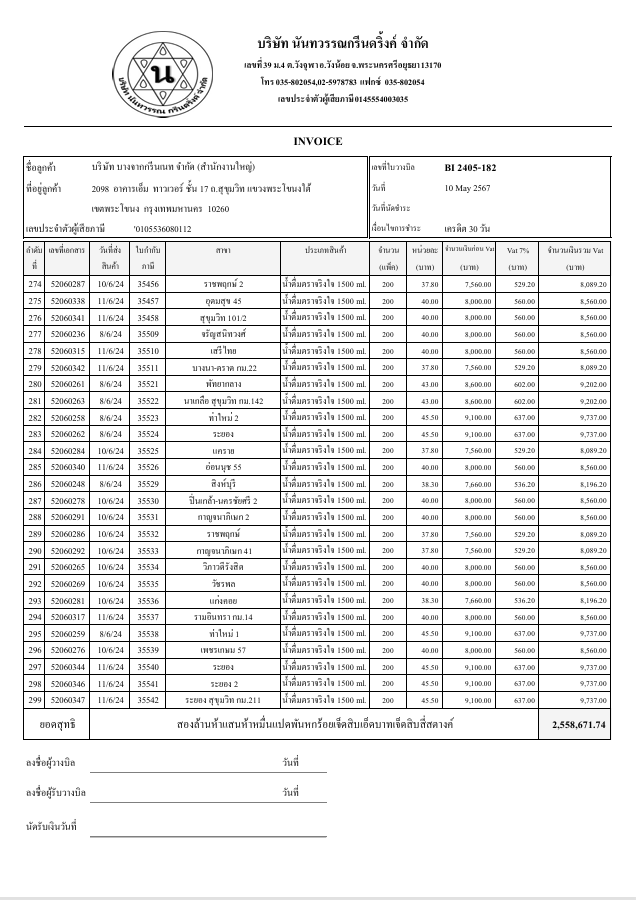 บริษัท นันทวรรณกรีนดริ้งค์ จำกัด
เลขที่ 39 ม.4 ต.วังจุฬา อ.วังน้อย จ.พระนครศรีอยุธยา 13170
โทร 035-802054,02-5978783 แฟกซ์ 035-802054
เลขประจำตัวผู้เสียภาษี 0145554003035
น
บริษัท นันทวรรณ กรีนดริ้งค์ จำกัด
INVOICE
ชื่อลูกค้า บริษัท บางจากกรีนเนท จำกัด (สำนักงานใหญ่) เลขที่ใบวางบิล BI 2405-182
ที่อยู่ลูกค้า 2098 อาคารเอ็ม ทาวเวอร์ ชั้น 17 ถ.สุขุมวิท แขวงพระโขนงใต้ วันที่ 10 May 2567
เขตพระโขนง กรุงเทพมหานคร 10260 วันที่นัดชำระ
เลขประจำตัวผู้เสียภาษี '0105536080112 เงื่อนไขการชำระ เครดิต 30 วัน
ลำดับ เลขที่เอกสาร วันที่ส่ง ใบกำกับ สาขา ประเภทสินค้า จำนวน หน่วยละ จำนวนเงินก่อน Vat Vat 7% จำนวนเงินรวม Vat
ที่ สินค้า ภาษี (แพ็ค) (บาท) (บาท) (บาท) (บาท)
274 52060287 10/6/24 35456 ราชพฤกษ์ 2 น้ำดื่มตราจริงใจ 1500 ml. 200 37.80 7,560.00 529.20 8,089.20
275 52060338 11/6/24 35457 อุดมสุข 45 น้ำดื่มตราจริงใจ 1500 ml. 200 40.00 8,000.00 560.00 8,560.00
276 52060341 11/6/24 35458 สุขุมวิท 101/2 น้ำดื่มตราจริงใจ 1500 ml. 200 40.00 8,000.00 560.00 8,560.00
277 52060236 8/6/24 35509 จรัญสนิทวงศ์ น้ำดื่มตราจริงใจ 1500 ml. 200 40.00 8,000.00 560.00 8,560.00
278 52060315 11/6/24 35510 เสรีไทย น้ำดื่มตราจริงใจ 1500 ml. 200 40.00 8,000.00 560.00 8,560.00
279 52060342 11/6/24 35511 บางนา-ตราด กม.22 น้ำดื่มตราจริงใจ 1500 ml. 200 37.80 7,560.00 529.20 8,089.20
280 52060261 8/6/24 35521 พัทยากลาง น้ำดื่มตราจริงใจ 1500 ml. 200 43.00 8,600.00 602.00 9,202.00
281 52060263 8/6/24 35522 นาเกลือ สุขุมวิท กม.142 น้ำดื่มตราจริงใจ 1500 ml. 200 43.00 8,600.00 602.00 9,202.00
282 52060258 8/6/24 35523 ท่าใหม่ 2 น้ำดื่มตราจริงใจ 1500 ml. 200 45.50 9,100.00 637.00 9,737.00
283 52060262 8/6/24 35524 ระยอง น้ำดื่มตราจริงใจ 1500 ml. 200 45.50 9,100.00 637.00 9,737.00
284 52060284 10/6/24 35525 แคราย น้ำดื่มตราจริงใจ 1500 ml. 200 37.80 7,560.00 529.20 8,089.20
285 52060340 11/6/24 35526 อ่อนนุช 55 น้ำดื่มตราจริงใจ 1500 ml. 200 40.00 8,000.00 560.00 8,560.00
286 52060248 8/6/24 35529 สิงห์บุรี น้ำดื่มตราจริงใจ 1500 ml. 200 38.30 7,660.00 536.20 8,196.20
287 52060278 10/6/24 35530 ปิ่นเกล้า-นครชัยศรี 2 น้ำดื่มตราจริงใจ 1500 ml. 200 40.00 8,000.00 560.00 8,560.00
288 52060291 10/6/24 35531 กาญจนาภิเษก 2 น้ำดื่มตราจริงใจ 1500 ml. 200 40.00 8,000.00 560.00 8,560.00
289 52060286 10/6/24 35532 ราชพฤกษ์ น้ำดื่มตราจริงใจ 1500 ml. 200 37.80 7,560.00 529.20 8,089.20
290 52060292 10/6/24 35533 กาญจนาภิเษก 41 น้ำดื่มตราจริงใจ 1500 ml. 200 37.80 7,560.00 529.20 8,089.20
291 52060265 10/6/24 35534 วิภาวดีรังสิต น้ำดื่มตราจริงใจ 1500 ml. 200 40.00 8,000.00 560.00 8,560.00
292 52060269 10/6/24 35535 วัชรพล น้ำดื่มตราจริงใจ 1500 ml. 200 40.00 8,000.00 560.00 8,560.00
293 52060281 10/6/24 35536 แก่งคอย น้ำดื่มตราจริงใจ 1500 ml. 200 38.30 7,660.00 536.20 8,196.20
294 52060317 11/6/24 35537 รามอินทรา กม.14 น้ำดื่มตราจริงใจ 1500 ml. 200 40.00 8,000.00 560.00 8,560.00
295 52060259 8/6/24 35538 ท่าใหม่ 1 น้ำดื่มตราจริงใจ 1500 ml. 200 45.50 9,100.00 637.00 9,737.00
296 52060276 10/6/24 35539 เพชรเกษม 57 น้ำดื่มตราจริงใจ 1500 ml. 200 40.00 8,000.00 560.00 8,560.00
297 52060344 11/6/24 35540 ระยอง น้ำดื่มตราจริงใจ 1500 ml. 200 45.50 9,100.00 637.00 9,737.00
298 52060346 11/6/24 35541 ระยอง 2 น้ำดื่มตราจริงใจ 1500 ml. 200 45.50 9,100.00 637.00 9,737.00
299 52060347 11/6/24 35542 ระยอง สุขุมวิท กม.211 น้ำดื่มตราจริงใจ 1500 ml. 200 45.50 9,100.00 637.00 9,737.00
ยอดสุทธิ สองล้านห้าแสนห้าหมื่นแปดพันหกร้อยเจ็ดสิบเอ็ดบาทเจ็ดสิบสี่สตางค์ 2,558,671.74
ลงชื่อผู้วางบิล วันที่
ลงชื่อผู้รับวางบิล วันที่
นัดรับเงินวันที่